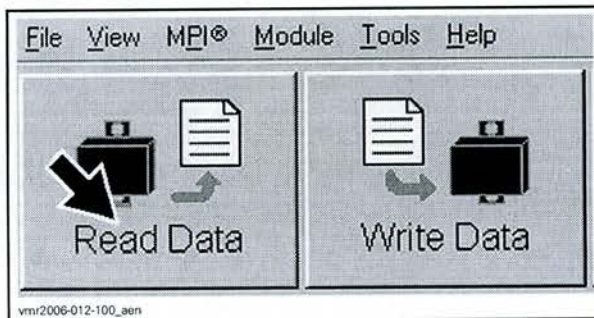 File View MPI® Module Tools Help
Read Data Write Data
vmr2006-012-100_aen